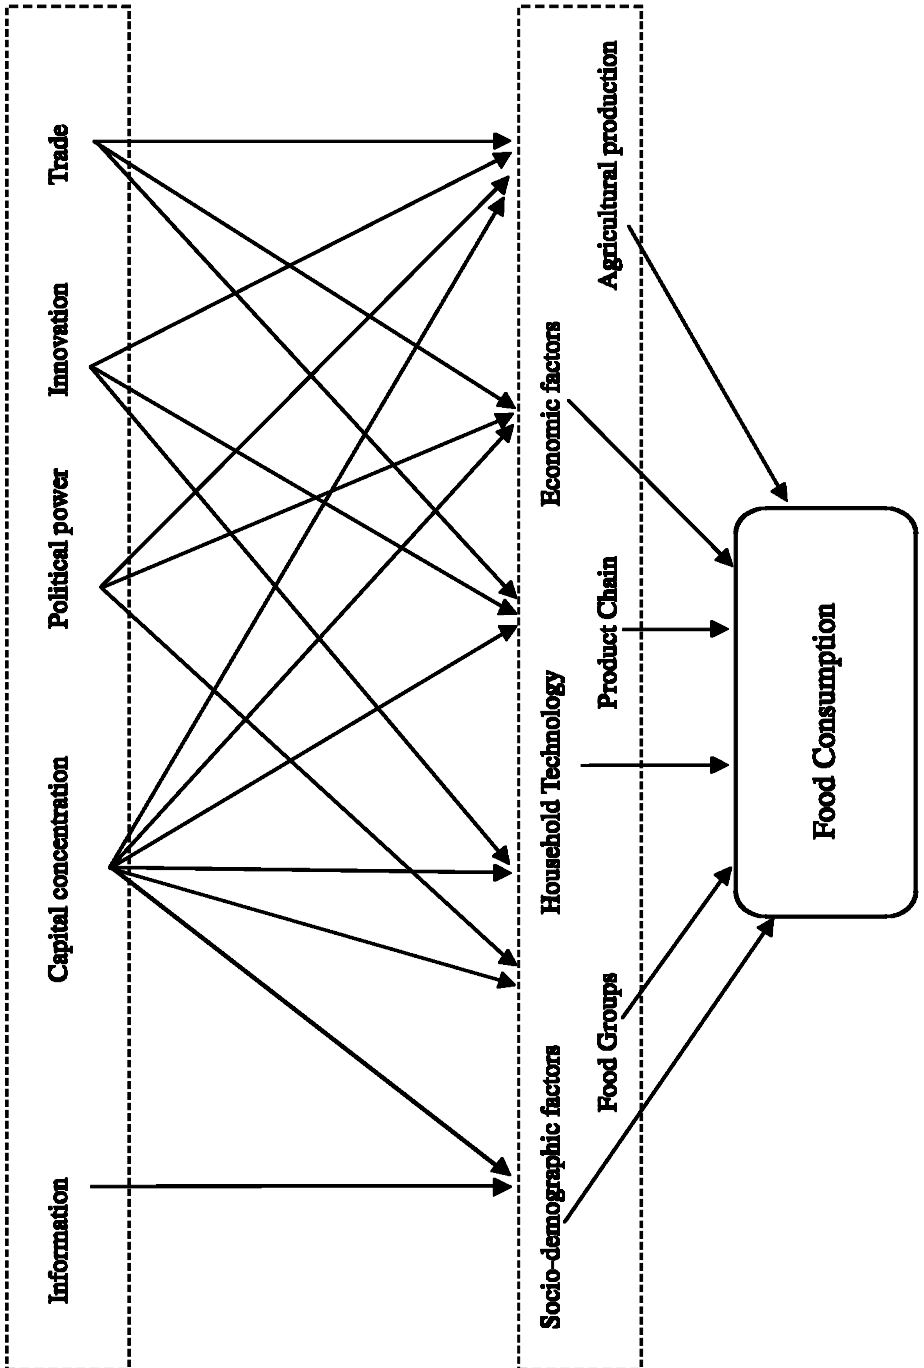 Information
Capital concentration
Political power
Innovation
Trade
Socio-demographic factors
Household Technology
Economic factors
Food Groups
Product Chain
Agricultural production
Food Consumption